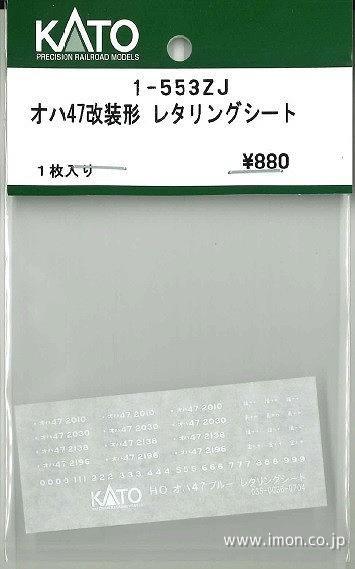 KATO
PRECISION RAILROAD MODELS
1-553ZJ
オハ47改装形 レタリングシート
1枚入り
¥880
・オハ47 2010 ・オハ47 2010 ・オハ47 2010
・オハ47 2030 ・オハ47 2030 ・オハ47 2030
・オハ47 2138 ・オハ47 2138 ・オハ47 2138
・オハ47 2196 ・オハ47 2196 ・オハ47 2196
0000 111 222 333 444 555 666 777 888 999
KATO HO オハ47ブルー レタリングシート
www.imon.co.jp